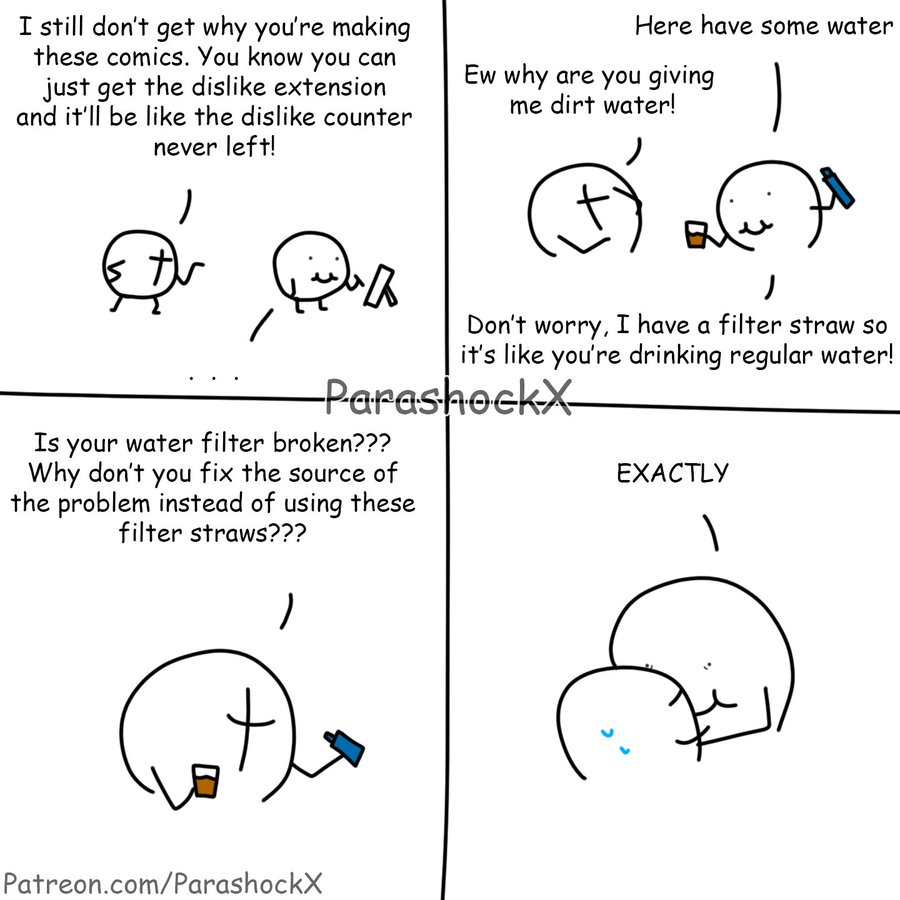 I still don't get why you're making
these comics. You know you can
just get the dislike extension
and it'll be like the dislike counter
never left!
. . .
Here have some water
Ew why are you giving
me dirt water!
Don't worry, I have a filter straw so
it's like you're drinking regular water!
ParashockX
Is your water filter broken???
Why don't you fix the source of
the problem instead of using these
filter straws???
EXACTLY
Patreon.com/ParashockX